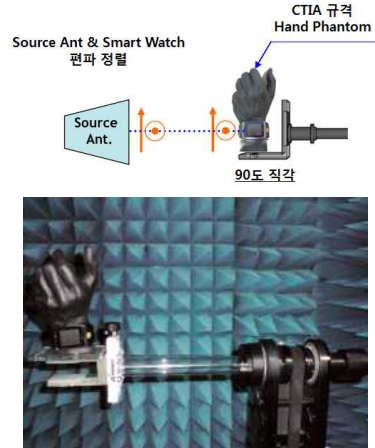 CTIA 규격
Hand Phantom
Source Ant & Smart Watch
편파 정렬
Source
Ant.
90도 직각